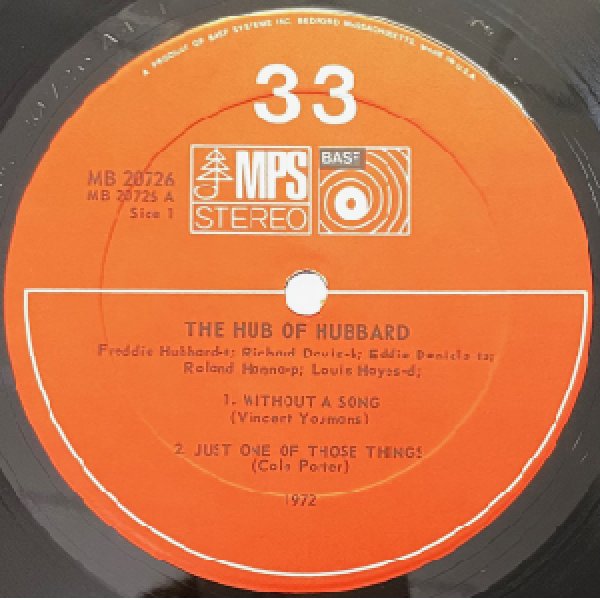 A PRODUCT OF BASF SYSTEMS INC. BEDFORD MASSACHUSETTS. MADE IN U.S.A.
33
MPS
STEREO
BASF
MB 20726
MB 20725 A
Side 1
THE HUB OF HUBBARD
Freddie Hubbard-t; Richard Davis-b; Eddie Daniels-ts;
Roland Hanna-p; Louis Hayes-d;
1. WITHOUT A SONG
(Vincent Youmans)
2. JUST ONE OF THOSE THINGS
(Cole Porter)
1972